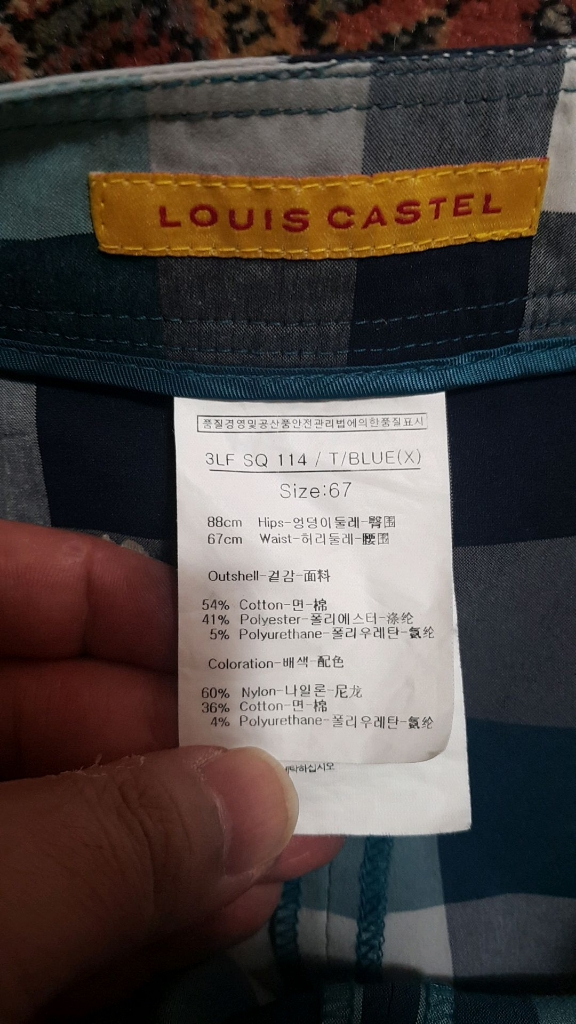 LOUIS CASTEL
품질경영및공산품안전관리법에의한품질표시
3LF SQ 114 / T/BLUE(X)
Size:67
88cm Hips-엉덩이둘레-臀围
67cm Waist-허리둘레-腰围
Outshell-겉감-面料
54% Cotton-면-棉
41% Polyester-폴리에스터-涤纶
5% Polyurethane-폴리우레탄-氨纶
Coloration-배색-配色
60% Nylon-나일론-尼龙
36% Cotton-면-棉
4% Polyurethane-폴리우레탄-氨纶